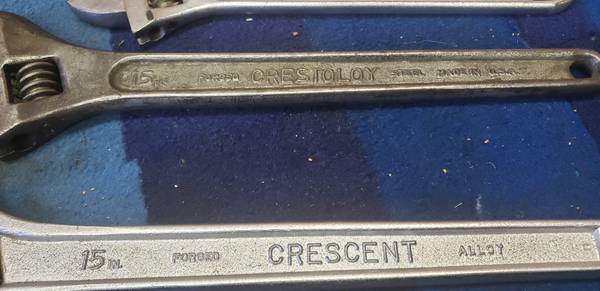 15 IN. FORGED CRESTOLOY STEEL MADE IN U.S.A.
15 IN. FORGED CRESCENT ALLOY